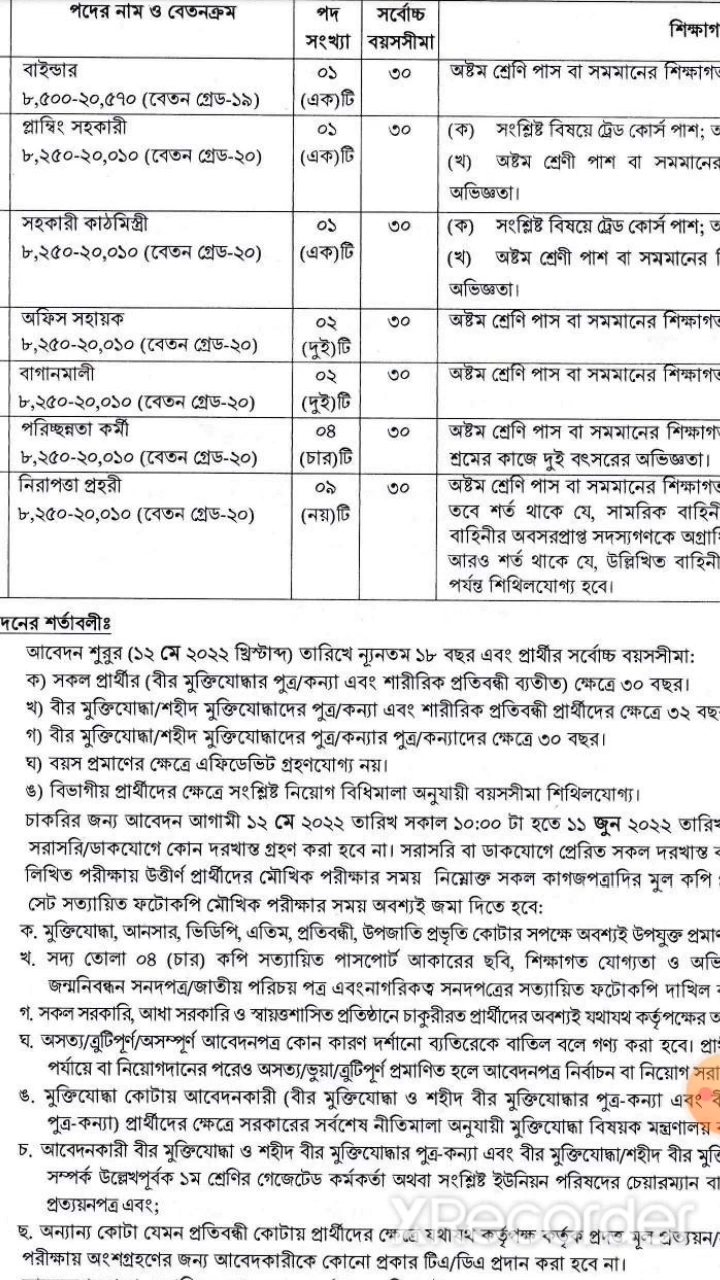 পদের নাম ও বেতনক্রম
পদ সংখ্যা
সর্বোচ্চ বয়সসীমা
বাইন্ডার
৮,৫০০-২০,৫৭০ (বেতন গ্রেড-১৯)
০১
(এক)টি
৩০
অষ্টম শ্রেণি পাস বা সমমানের
প্লাম্বিং সহকারী
৮,২৫০-২০,০১০ (বেতন গ্রেড-২০)
০১
(এক)টি
৩০
(ক) সংশ্লিষ্ট বিষয়ে ট্রেড কোর্স পাশ;
(খ) অষ্টম শ্রেণী পাশ বা সমমানের
অভিজ্ঞতা।
সহকারী কাঠমিস্ত্রী
৮,২৫০-২০,০১০ (বেতন গ্রেড-২০)
০১
(এক)টি
৩০
(ক) সংশ্লিষ্ট বিষয়ে ট্রেড কোর্স পাশ;
(খ) অষ্টম শ্রেণী পাশ বা সমমানের
অভিজ্ঞতা।
অফিস সহায়ক
৮,২৫০-২০,০১০ (বেতন গ্রেড-২০)
০২
(দুই)টি
৩০
অষ্টম শ্রেণি পাস বা সমমানের
বাগানমালী
৮,২৫০-২০,০১০ (বেতন গ্রেড-২০)
০২
(দুই)টি
৩০
অষ্টম শ্রেণি পাস বা সমমানের
পরিচ্ছন্নতা কর্মী
৮,২৫০-২০,০১০ (বেতন গ্রেড-২০)
০৪
(চার)টি
৩০
অষ্টম শ্রেণি পাস বা সমমানের
শ্রমের কাজে দুই বৎসরের অভিজ্ঞতা।
নিরাপত্তা প্রহরী
৮,২৫০-২০,০১০ (বেতন গ্রেড-২০)
০৯
(নয়)টি
৩০
অষ্টম শ্রেণি পাস বা সমমানের
তবে শর্ত থাকে যে, সামরিক
বাহিনীর অবসরপ্রাপ্ত সদস্যগণকে
আরও শর্ত থাকে যে, উল্লিখিত
পর্যন্ত শিথিলযোগ্য হবে।
শর্তাবলীঃ
আবেদন শুরুর (১২ মে ২০২২ খ্রিস্টাব্দ) তারিখে ন্যূনতম ১৮ বছর এবং প্রার্থীর সর্বোচ্চ বয়সসীমা:
ক) সকল প্রার্থীর (বীর মুক্তিযোদ্ধার পুত্র/কন্যা এবং শারীরিক প্রতিবন্ধী ব্যতীত) ক্ষেত্রে ৩০ বছর।
খ) বীর মুক্তিযোদ্ধা/শহীদ মুক্তিযোদ্ধাদের পুত্র/কন্যা এবং শারীরিক প্রতিবন্ধী প্রার্থীদের ক্ষেত্রে ৩২
গ) বীর মুক্তিযোদ্ধা/শহীদ মুক্তিযোদ্ধাদের পুত্র/কন্যার পুত্র/কন্যাদের ক্ষেত্রে ৩০ বছর।
ঘ) বয়স প্রমাণের ক্ষেত্রে এফিডেভিট গ্রহণযোগ্য নয়।
ঙ) বিভাগীয় প্রার্থীদের ক্ষেত্রে সংশ্লিষ্ট নিয়োগ বিধিমালা অনুযায়ী বয়সসীমা শিথিলযোগ্য।
চাকরির জন্য আবেদন আগামী ১২ মে ২০২২ তারিখ সকাল ১০:০০ টা হতে ১১ জুন ২০২২
সরাসরি/ডাকযোগে কোন দরখাস্ত গ্রহণ করা হবে না। সরাসরি বা ডাকযোগে প্রেরিত সকল দরখাস্ত
লিখিত পরীক্ষায় উত্তীর্ণ প্রার্থীদের মৌখিক পরীক্ষার সময় নিম্নোক্ত সকল কাগজপত্রাদির মূল কপি
সেট সত্যায়িত ফটোকপি মৌখিক পরীক্ষার সময় অবশ্যই জমা দিতে হবে:
ক. মুক্তিযোদ্ধা, আনসার, ভিডিপি, এতিম, প্রতিবন্ধী, উপজাতি প্রভৃতি কোটার সপক্ষে অবশ্যই উপযুক্ত
খ. সদ্য তোলা ০৪ (চার) কপি সত্যায়িত পাসপোর্ট আকারের ছবি, শিক্ষাগত যোগ্যতা ও
জন্মনিবন্ধন সনদপত্র/জাতীয় পরিচয় পত্র এবংনাগরিকত্ব সনদপত্রের সত্যায়িত ফটোকপি দাখিল
গ. সকল সরকারি, আধা সরকারি ও স্বায়ত্তশাসিত প্রতিষ্ঠানে চাকুরীরত প্রার্থীদের অবশ্যই যথাযথ কর্তৃপক্ষের
ঘ. অসত্য/ত্রুটিপূর্ণ/অসম্পূর্ণ আবেদনপত্র কোন কারণ দর্শানো ব্যতিরেকে বাতিল বলে গণ্য করা হবে।
পর্যায়ে বা নিয়োগদানের পরেও অসত্য/ভুয়া/ত্রুটিপূর্ণ প্রমাণিত হলে আবেদনপত্র নির্বাচন বা নিয়োগ
ঙ. মুক্তিযোদ্ধা কোটায় আবেদনকারী (বীর মুক্তিযোদ্ধা ও শহীদ বীর মুক্তিযোদ্ধার পুত্র-কন্যা এবং
পুত্র-কন্যা) প্রার্থীদের ক্ষেত্রে সরকারের সর্বশেষ নীতিমালা অনুযায়ী মুক্তিযোদ্ধা বিষয়ক মন্ত্রণালয়
চ. আবেদনকারী বীর মুক্তিযোদ্ধা ও শহীদ বীর মুক্তিযোদ্ধার পুত্র-কন্যা এবং বীর মুক্তিযোদ্ধা/শহীদ বীর
সম্পর্ক উল্লেখপূর্বক ১ম শ্রেণির গেজেটেড কর্মকর্তা অথবা সংশ্লিষ্ট ইউনিয়ন পরিষদের চেয়ারম্যান বা
প্রত্যয়নপত্র এবং;
ছ. অন্যান্য কোটা যেমন প্রতিবন্ধী কোটায় প্রার্থীদের ক্ষেত্রে যথাযথ কর্তৃপক্ষ কর্তৃক প্রদত্ত মূল প্রত্যয়ন/
পরীক্ষায় অংশগ্রহণের জন্য আবেদকারীকে কোনো প্রকার টিএ/ডিএ প্রদান করা হবে না।
XRecorder